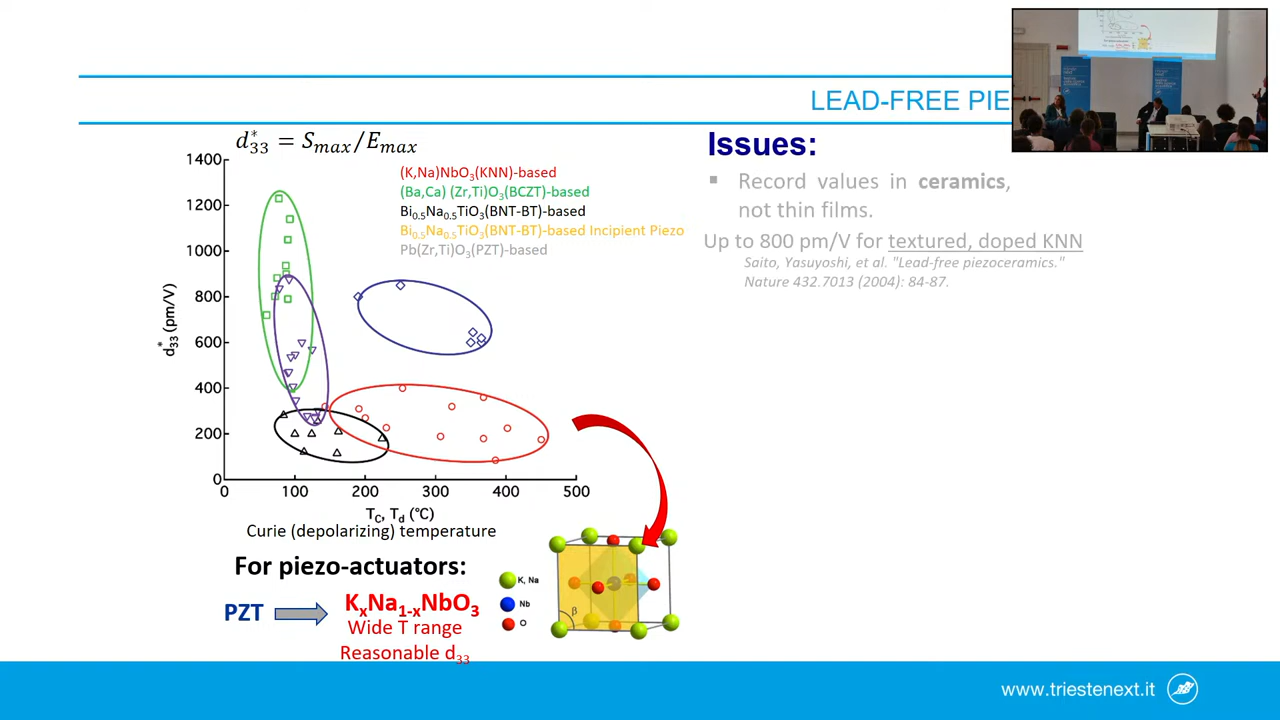 LEAD-FREE PIE
d*33 = Smax/Emax
Issues:
(K,Na)NbO3(KNN)-based
(Ba,Ca) (Zr,Ti)O3(BCZT)-based
Bi0.5Na0.5TiO3(BNT-BT)-based
Bi0.5Na0.5TiO3(BNT-BT)-based Incipient Piezo
Pb(Zr,Ti)O3(PZT)-based
▪ Record values in ceramics,
not thin films.
Up to 800 pm/V for textured, doped KNN
Saito, Yasuyoshi, et al. "Lead-free piezoceramics."
Nature 432.7013 (2004): 84-87.
1400
1200
1000
800
600
400
200
0
d*33 (pm/V)
0 100 200 300 400 500
TC, Td (°C)
Curie (depolarizing) temperature
For piezo-actuators:
PZT
KxNa1-xNbO3
Wide T range
Reasonable d33
K, Na
Nb
O
β
www.triestenext.it